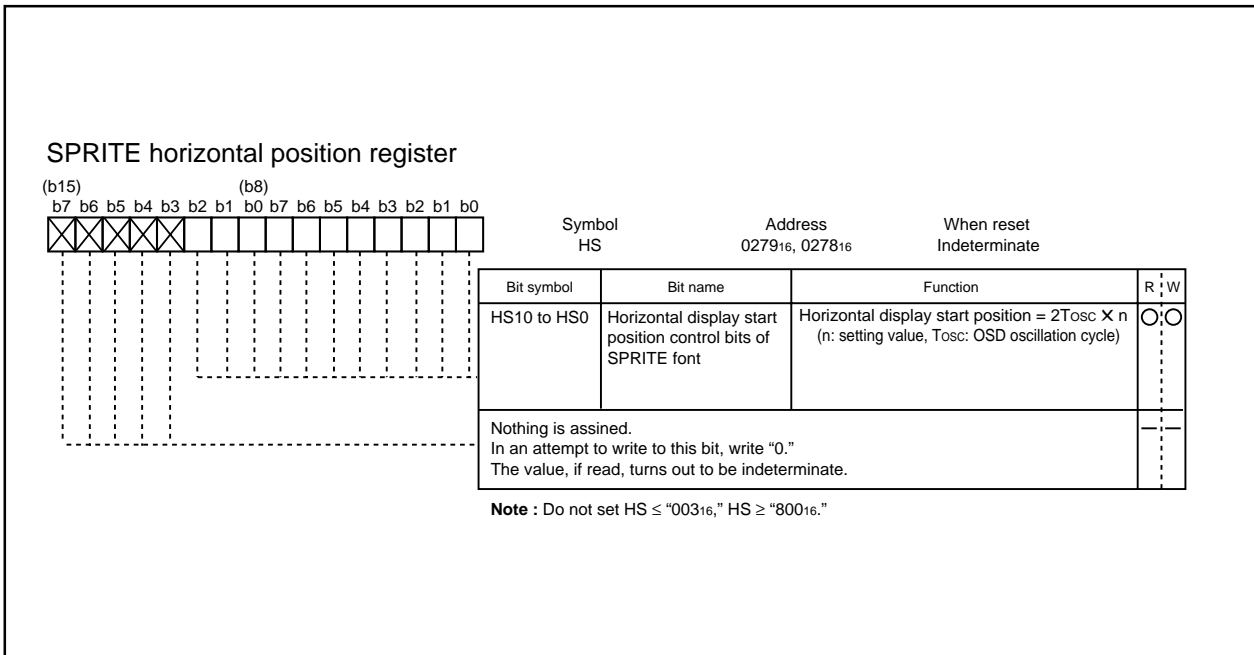 SPRITE horizontal position register
(b15) (b8)
b7 b6 b5 b4 b3 b2 b1 b0 b7 b6 b5 b4 b3 b2 b1 b0
Symbol Address When reset
HS 027916, 027816 Indeterminate
Bit symbol Bit name Function R W
HS10 to HS0 Horizontal display start Horizontal display start position = 2Tosc X n
position control bits of (n: setting value, Tosc: OSD oscillation cycle)
SPRITE font
Nothing is assined.
In an attempt to write to this bit, write “0.”
The value, if read, turns out to be indeterminate.
Note : Do not set HS ≤ “00316,” HS ≥ “80016.”